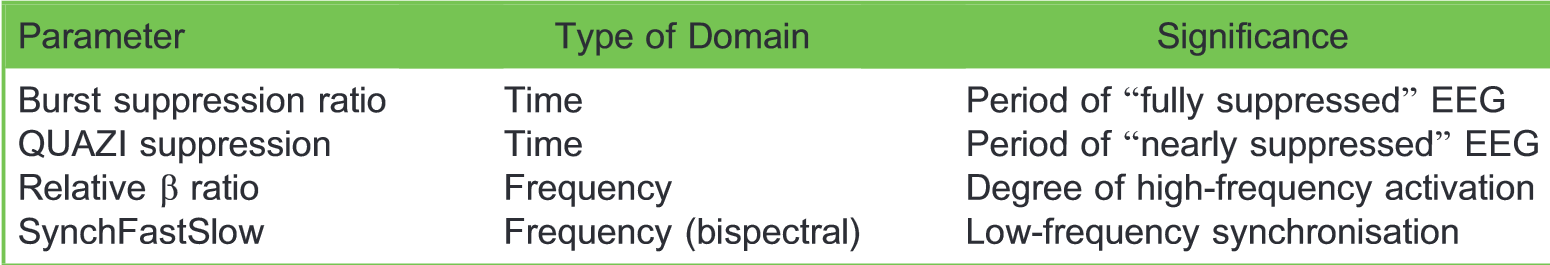 Parameter Type of Domain Significance
Burst suppression ratio Time Period of “fully suppressed” EEG
QUAZI suppression Time Period of “nearly suppressed” EEG
Relative β ratio Frequency Degree of high-frequency activation
SynchFastSlow Frequency (bispectral) Low-frequency synchronisation